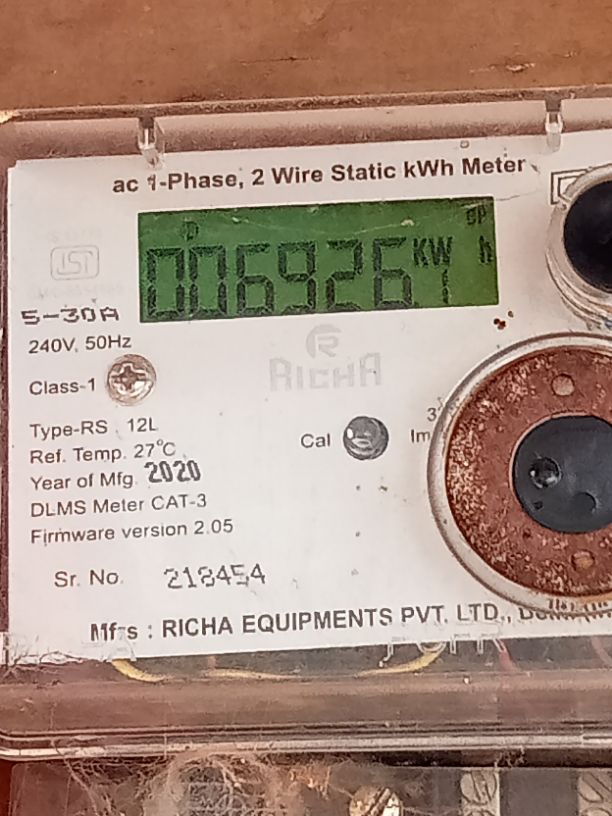 ac 1-Phase, 2 Wire Static kWh Meter
006926
KW
h
5-30A
240V, 50Hz
RICHA
Class-1
Cal
Type-RS 12L
Ref. Temp. 27°C
Year of Mfg. 2020
DLMS Meter CAT-3
Firmware version 2.05
Sr. No. 218454
Mfrs : RICHA EQUIPMENTS PVT. LTD.,